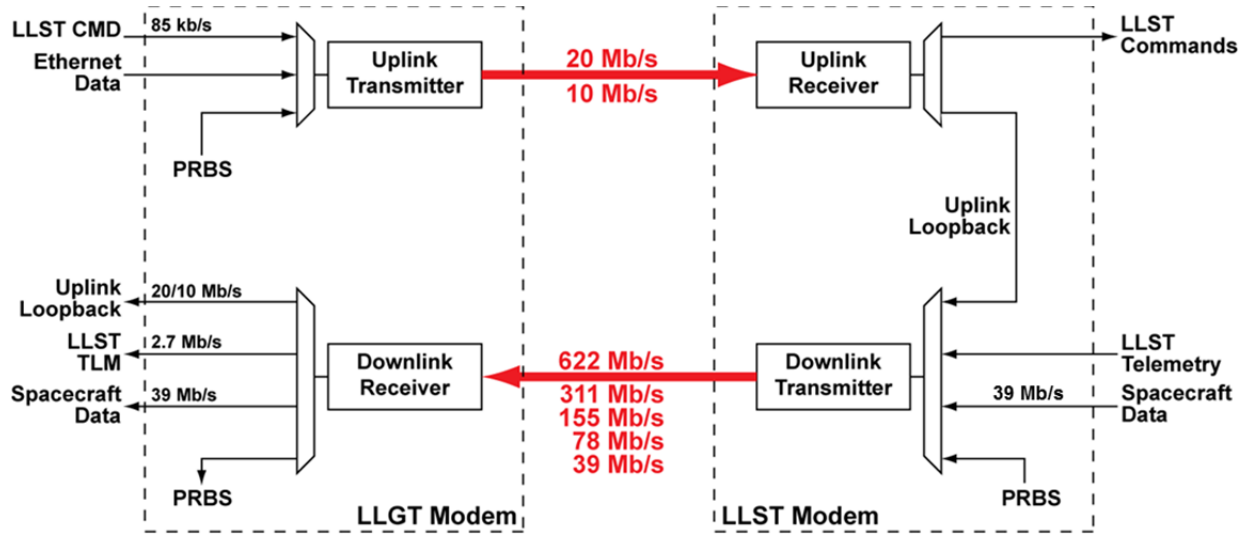 LLST CMD
85 kb/s
Ethernet
Data
PRBS
Uplink
Transmitter
20 Mb/s
10 Mb/s
Uplink
Receiver
LLST
Commands
Uplink
Loopback
Uplink
Loopback
20/10 Mb/s
LLST
TLM
2.7 Mb/s
Spacecraft
Data
39 Mb/s
PRBS
Downlink
Receiver
622 Mb/s
311 Mb/s
155 Mb/s
78 Mb/s
39 Mb/s
Downlink
Transmitter
LLST
Telemetry
39 Mb/s
Spacecraft
Data
PRBS
LLGT Modem
LLST Modem